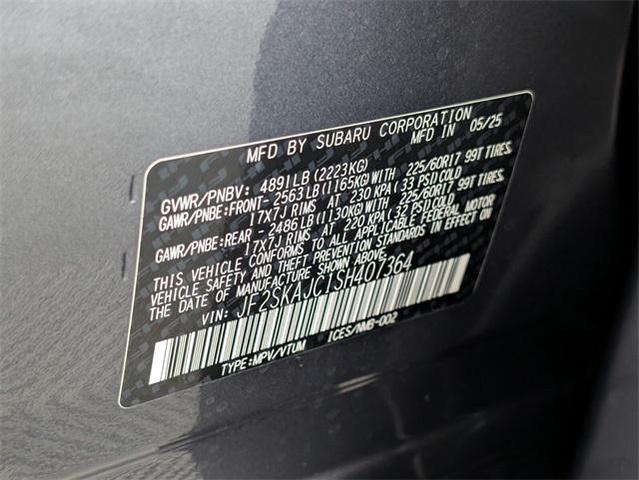 MFD BY SUBARU CORPORATION
MFD IN 05/25
GVWR/PNBV: 4891LB(2223KG)
GAWR/PNBE:FRONT- 2563LB(1165KG)WITH 225/60R17 99T TIRES,
17x7J RIMS AT 230 KPA(33 PSI)COLD
GAWR/PNBE:REAR - 2486LB(1130KG)WITH 225/60R17 99T TIRES,
17x7J RIMS AT 220 KPA(32 PSI)COLD
THIS VEHICLE CONFORMS TO ALL APPLICABLE FEDERAL MOTOR
VEHICLE SAFETY AND THEFT PREVENTION STANDARDS IN EFFECT ON
THE DATE OF MANUFACTURE SHOWN ABOVE.
VIN: JF2SKAJC1SH407364
TYPE:MPV/VTUM ICES/NMB-002